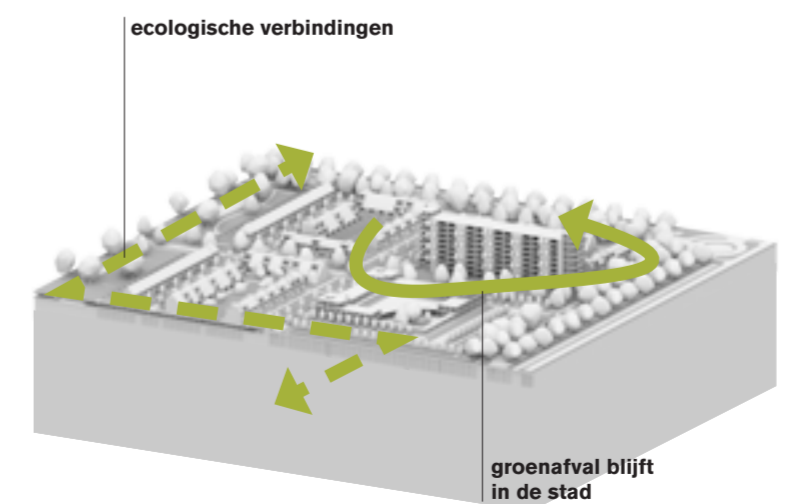 ecologische verbindingen
groenafval blijft
in de stad